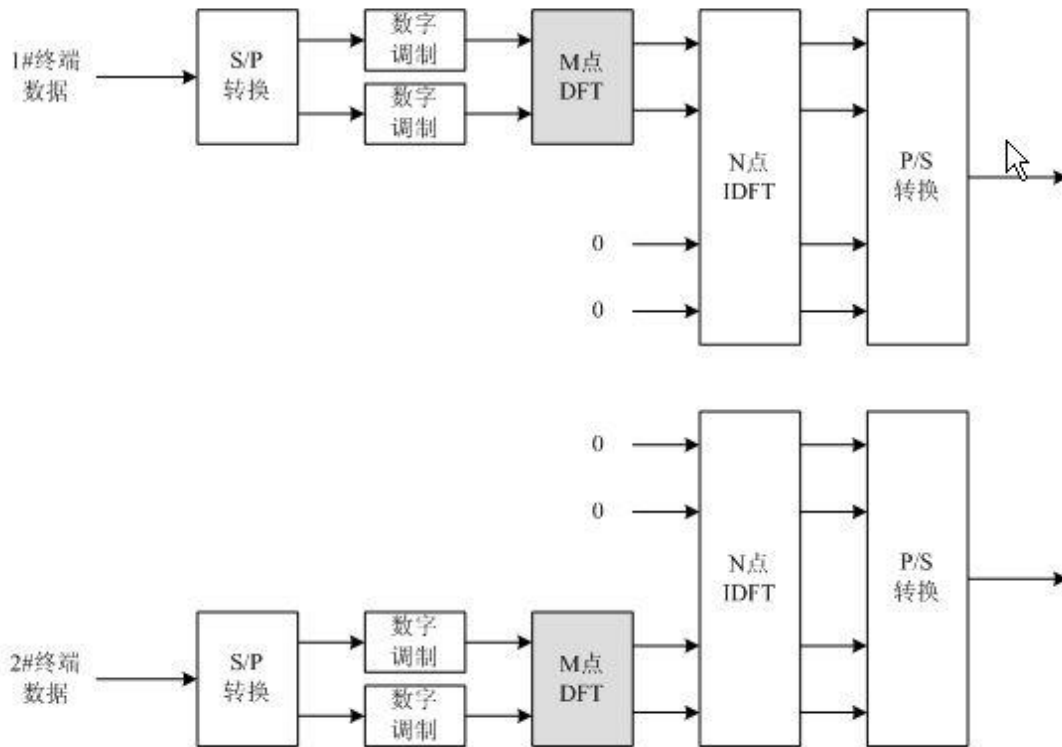 1#终端
数据
S/P
转换
数字
调制
数字
调制
M点
DFT
0
0
N点
IDFT
P/S
转换
2#终端
数据
S/P
转换
数字
调制
数字
调制
M点
DFT
0
0
N点
IDFT
P/S
转换